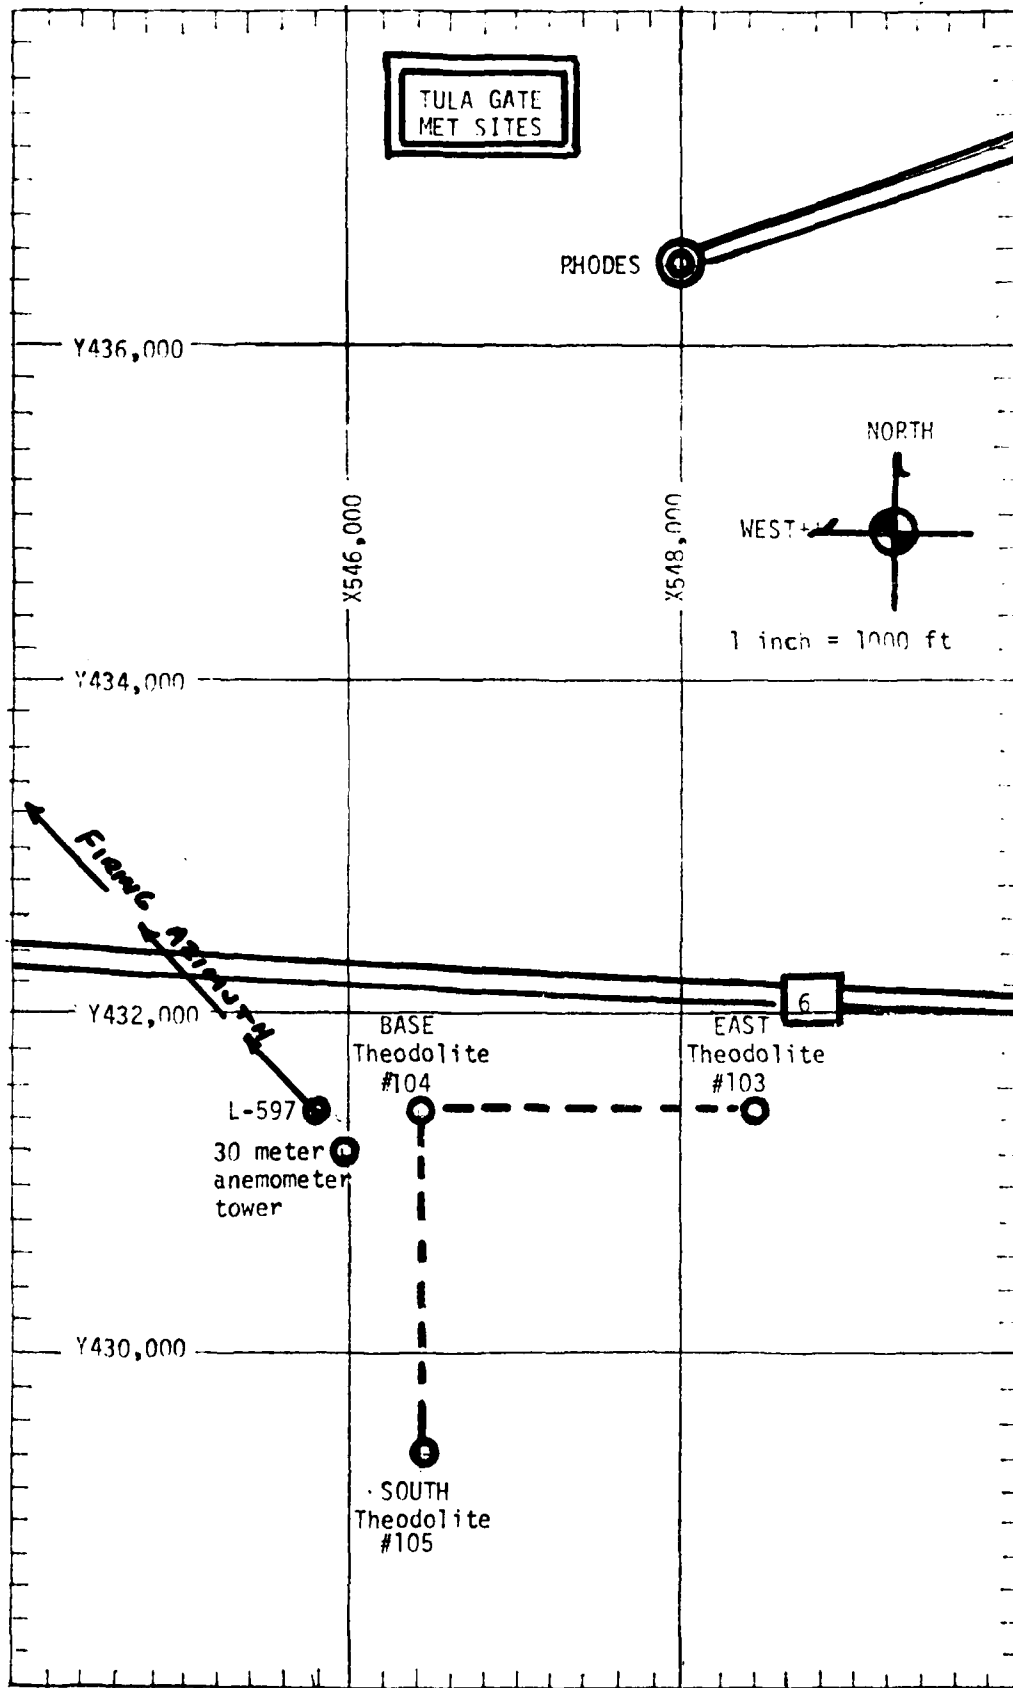 TULA GATE
MET SITES
RHODES
Y436,000
NORTH
X546,000
X548,000
WEST
1 inch = 1000 ft
Y434,000
FIRING AZIMUTH
6
Y432,000
BASE
Theodolite
#104
EAST
Theodolite
#103
L-597
30 meter
anemometer
tower
Y430,000
SOUTH
Theodolite
#105